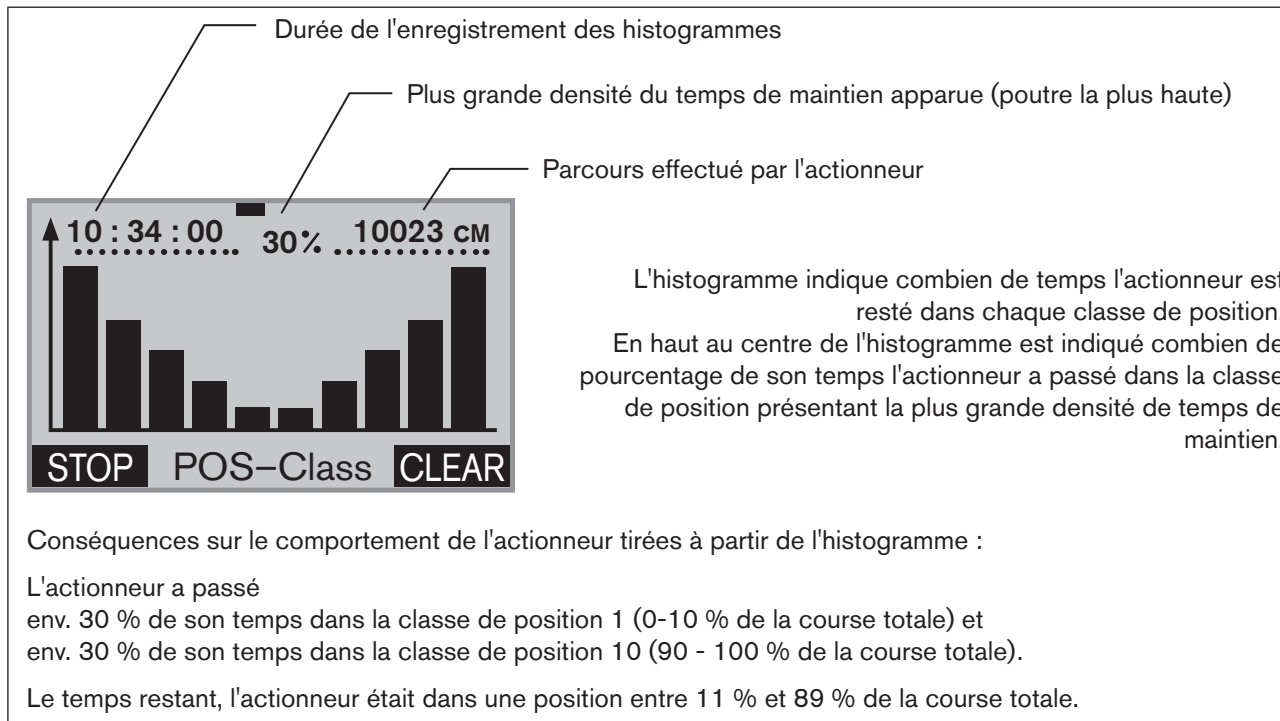 Durée de l'enregistrement des histogrammes
Plus grande densité du temps de maintien apparue (poutre la plus haute)
Parcours effectué par l'actionneur
10 : 34 : 00 30% 10023 CM
L'histogramme indique combien de temps l'actionneur est
resté dans chaque classe de position.
En haut au centre de l'histogramme est indiqué combien de
pourcentage de son temps l'actionneur a passé dans la classe
de position présentant la plus grande densité de temps de
maintien.
STOP POS–Class CLEAR
Conséquences sur le comportement de l'actionneur tirées à partir de l'histogramme :
L'actionneur a passé
env. 30 % de son temps dans la classe de position 1 (0-10 % de la course totale) et
env. 30 % de son temps dans la classe de position 10 (90 - 100 % de la course totale).
Le temps restant, l'actionneur était dans une position entre 11 % et 89 % de la course totale.